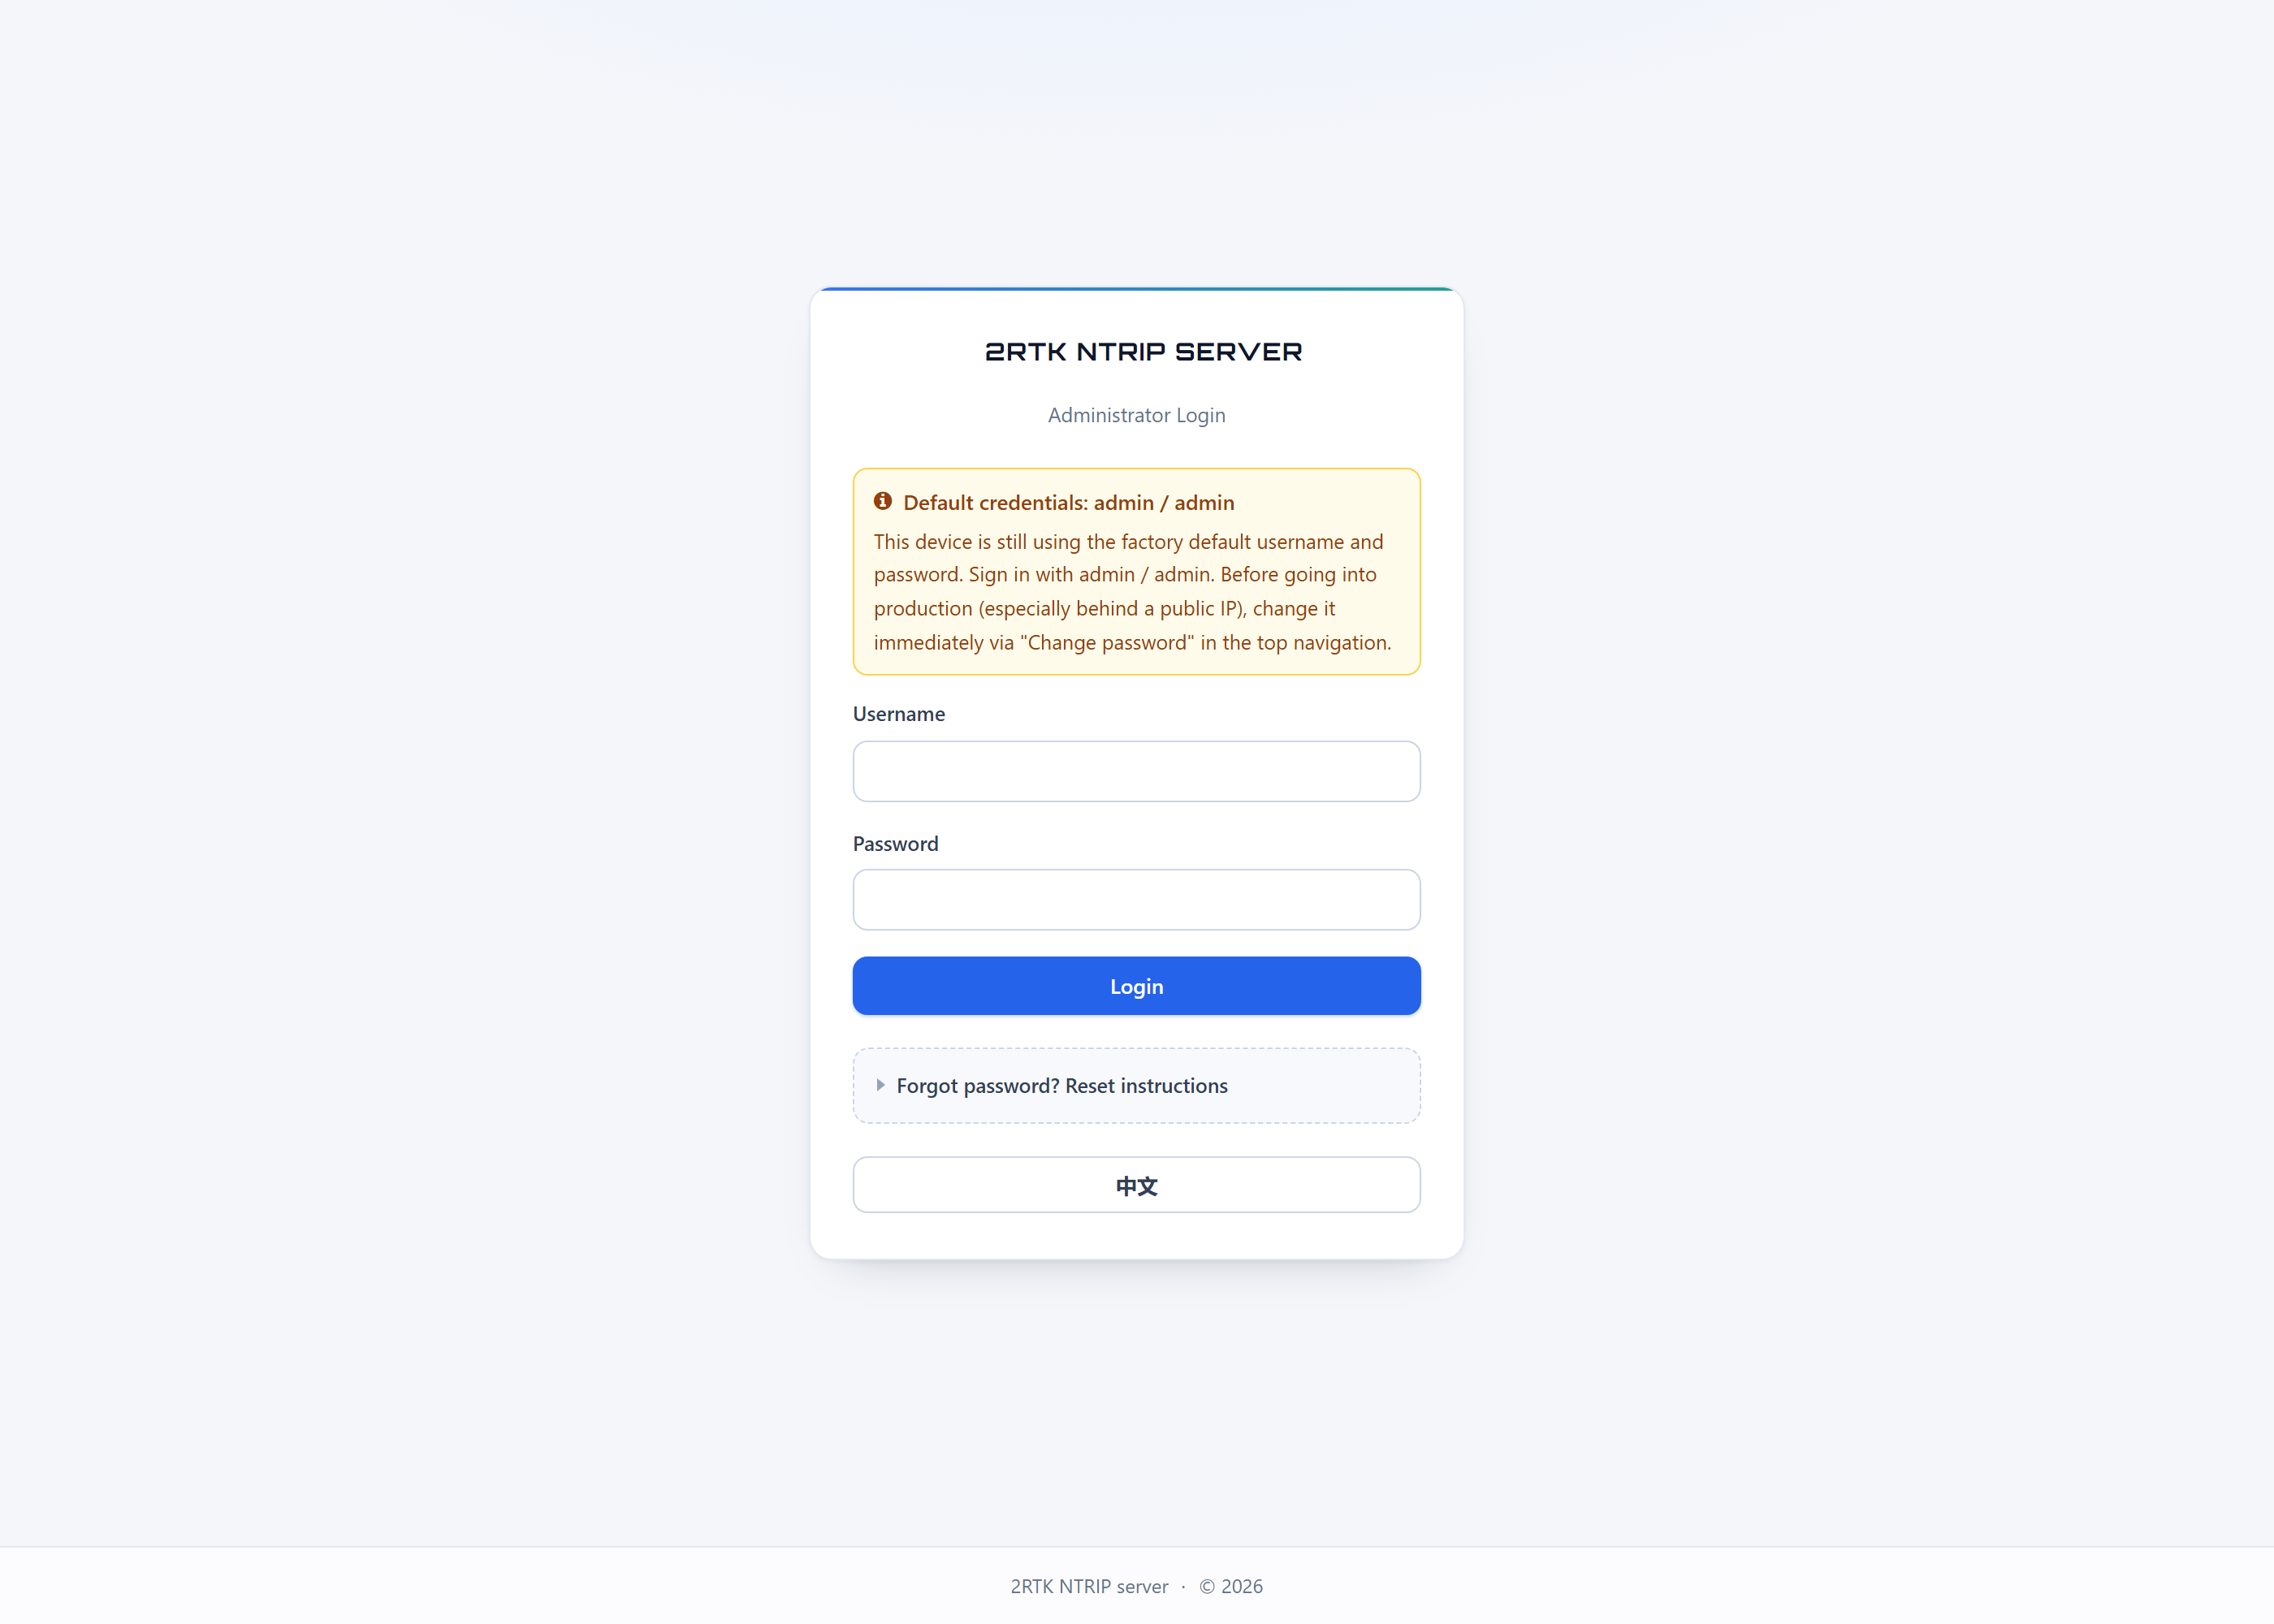 2RTK NTRIP SERVER
Administrator Login
Default credentials: admin / admin
This device is still using the factory default username and
password. Sign in with admin / admin. Before going into
production (especially behind a public IP), change it
immediately via "Change password" in the top navigation.
Username
Password
Login
Forgot password? Reset instructions
中文
2RTK NTRIP server · © 2026